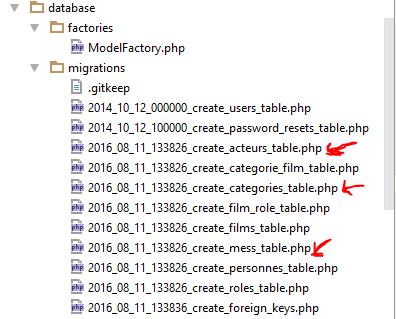 database
factories
ModelFactory.php
migrations
.gitkeep
2014_10_12_000000_create_users_table.php
2014_10_12_100000_create_password_resets_table.php
2016_08_11_133826_create_acteurs_table.php
2016_08_11_133826_create_categorie_film_table.php
2016_08_11_133826_create_categories_table.php
2016_08_11_133826_create_film_role_table.php
2016_08_11_133826_create_films_table.php
2016_08_11_133826_create_mess_table.php
2016_08_11_133826_create_personnes_table.php
2016_08_11_133826_create_roles_table.php
2016_08_11_133836_create_foreign_keys.php